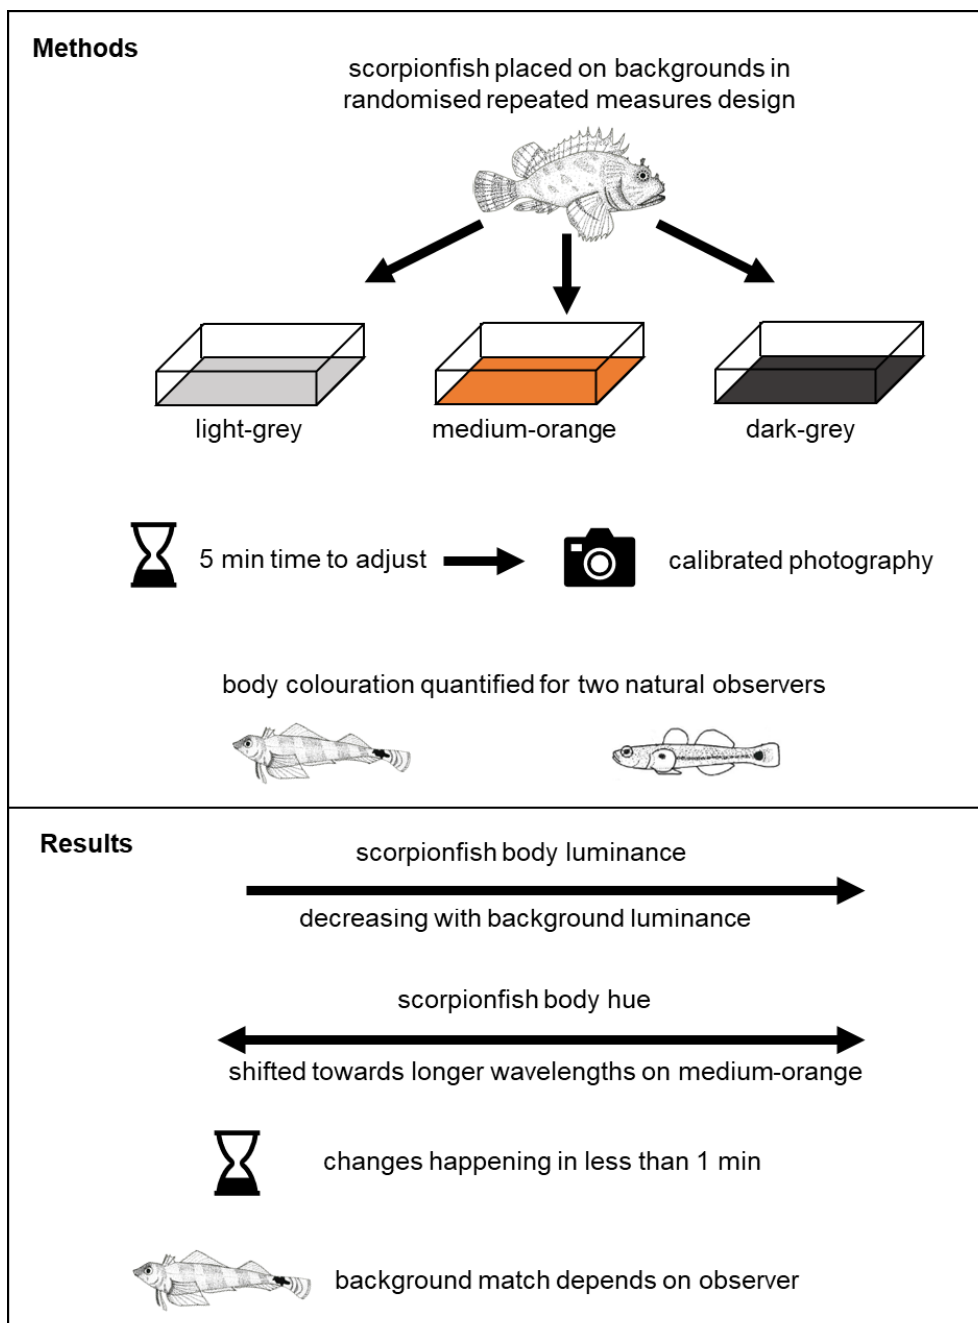 Methods
scorpionfish placed on backgrounds in
randomised repeated measures design
light-grey
medium-orange
dark-grey
5 min time to adjust
calibrated photography
body colouration quantified for two natural observers
Results
scorpionfish body luminance
decreasing with background luminance
scorpionfish body hue
shifted towards longer wavelengths on medium-orange
changes happening in less than 1 min
background match depends on observer